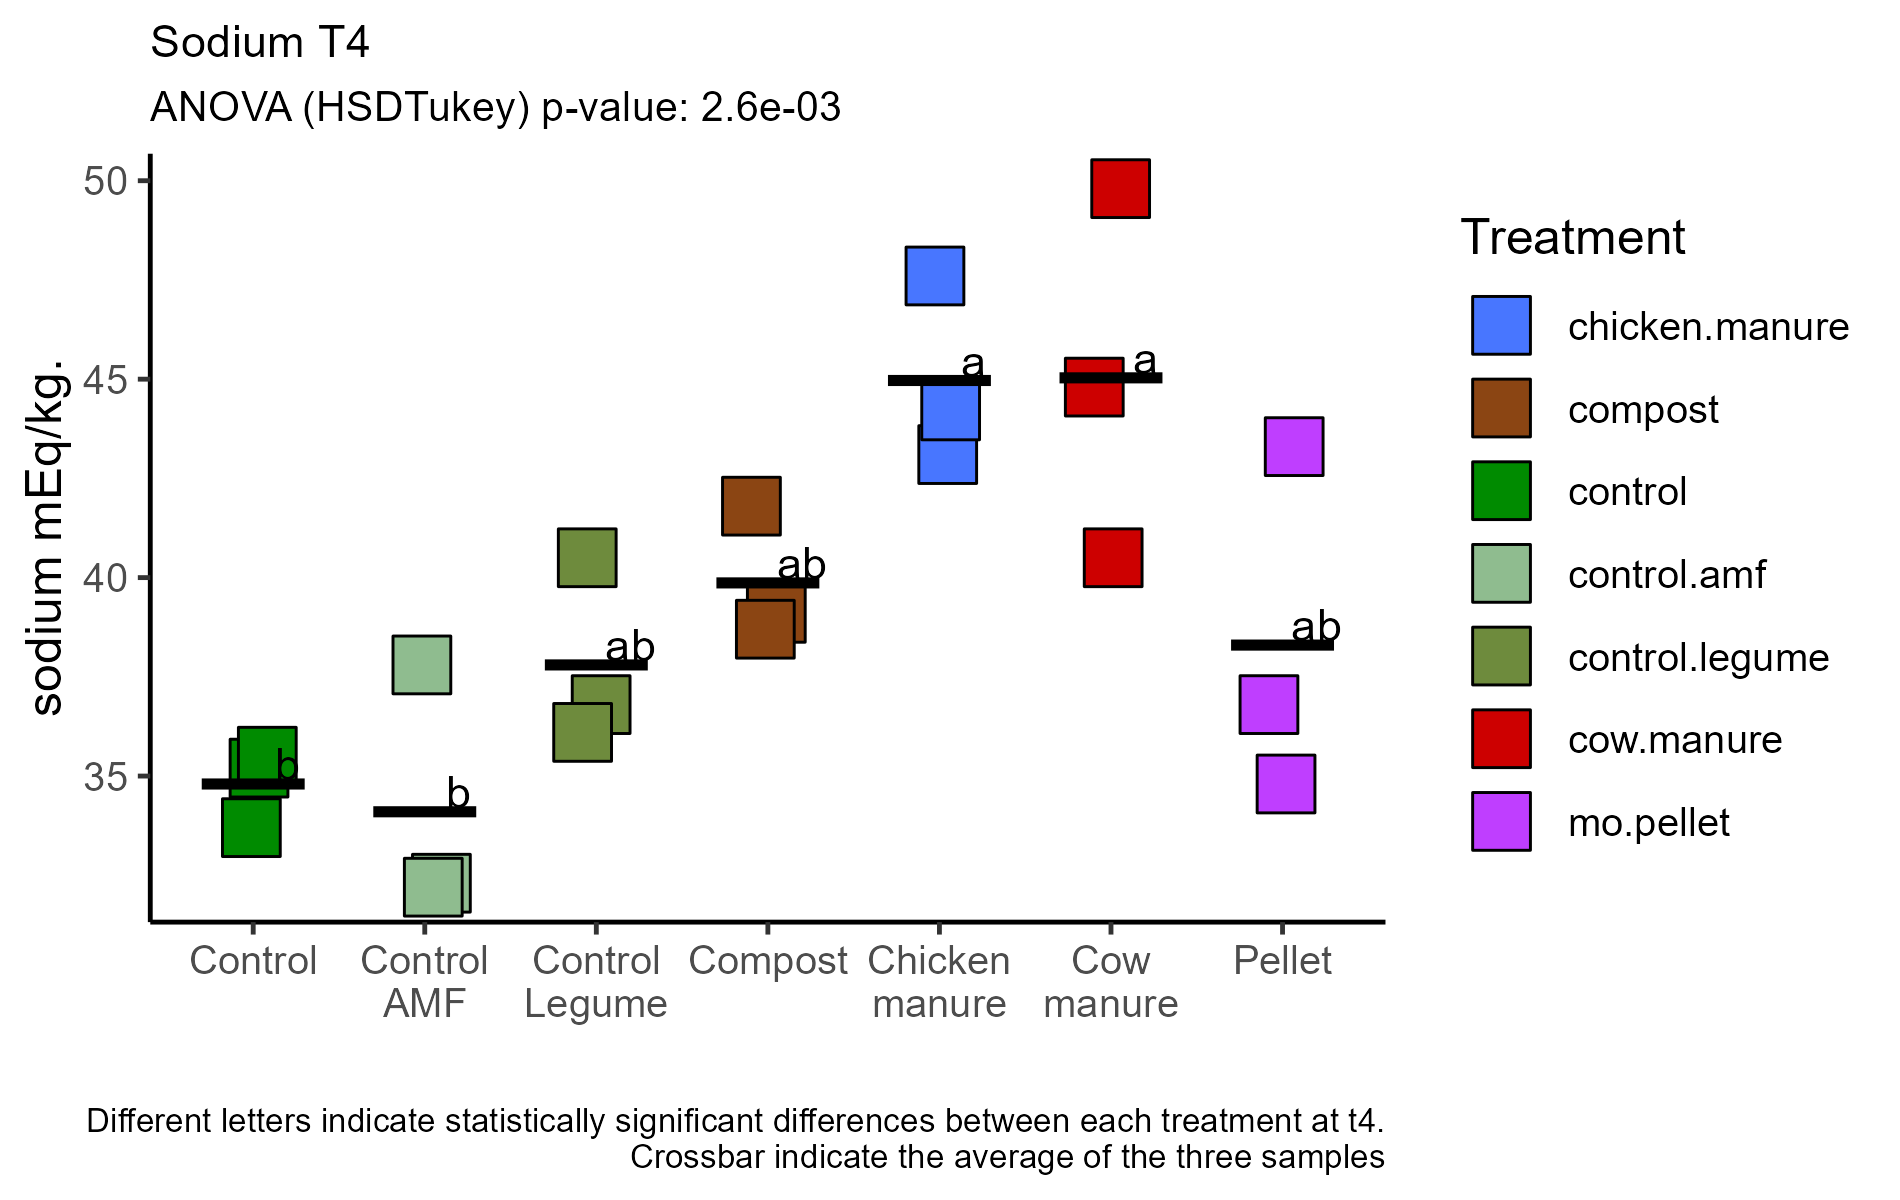 Sodium T4
ANOVA (HSDTukey) p-value: 2.6e-03
sodium mEq/kg.
50
45
40
35
b
b
ab
ab
a
a
ab
Control
Control
AMF
Control
Legume
Compost
Chicken
manure
Cow
manure
Pellet
Treatment
chicken.manure
compost
control
control.amf
control.legume
cow.manure
mo.pellet
Different letters indicate statistically significant differences between each treatment at t4.
Crossbar indicate the average of the three samples